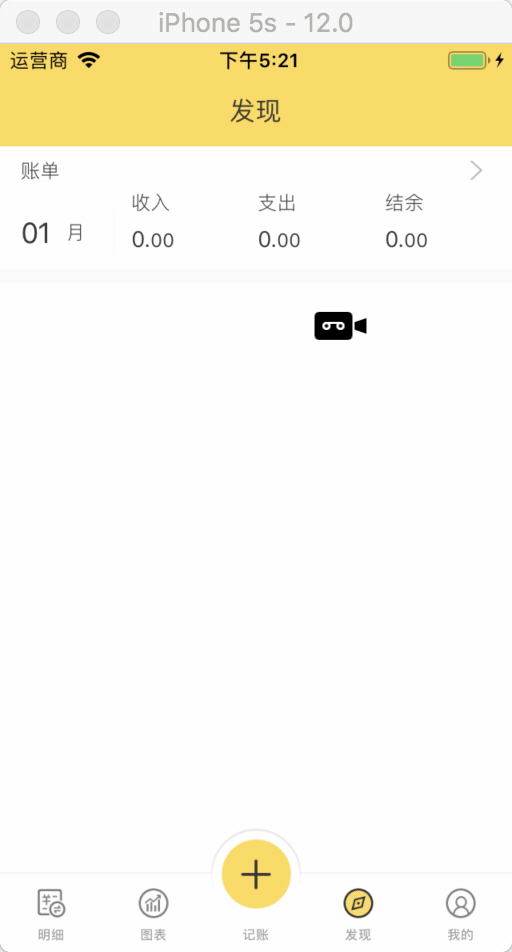 iPhone 5s - 12.0
运营商 下午5:21
发现
账单
收入 支出 结余
01 月 0.00 0.00 0.00
明细 图表 记账 发现 我的